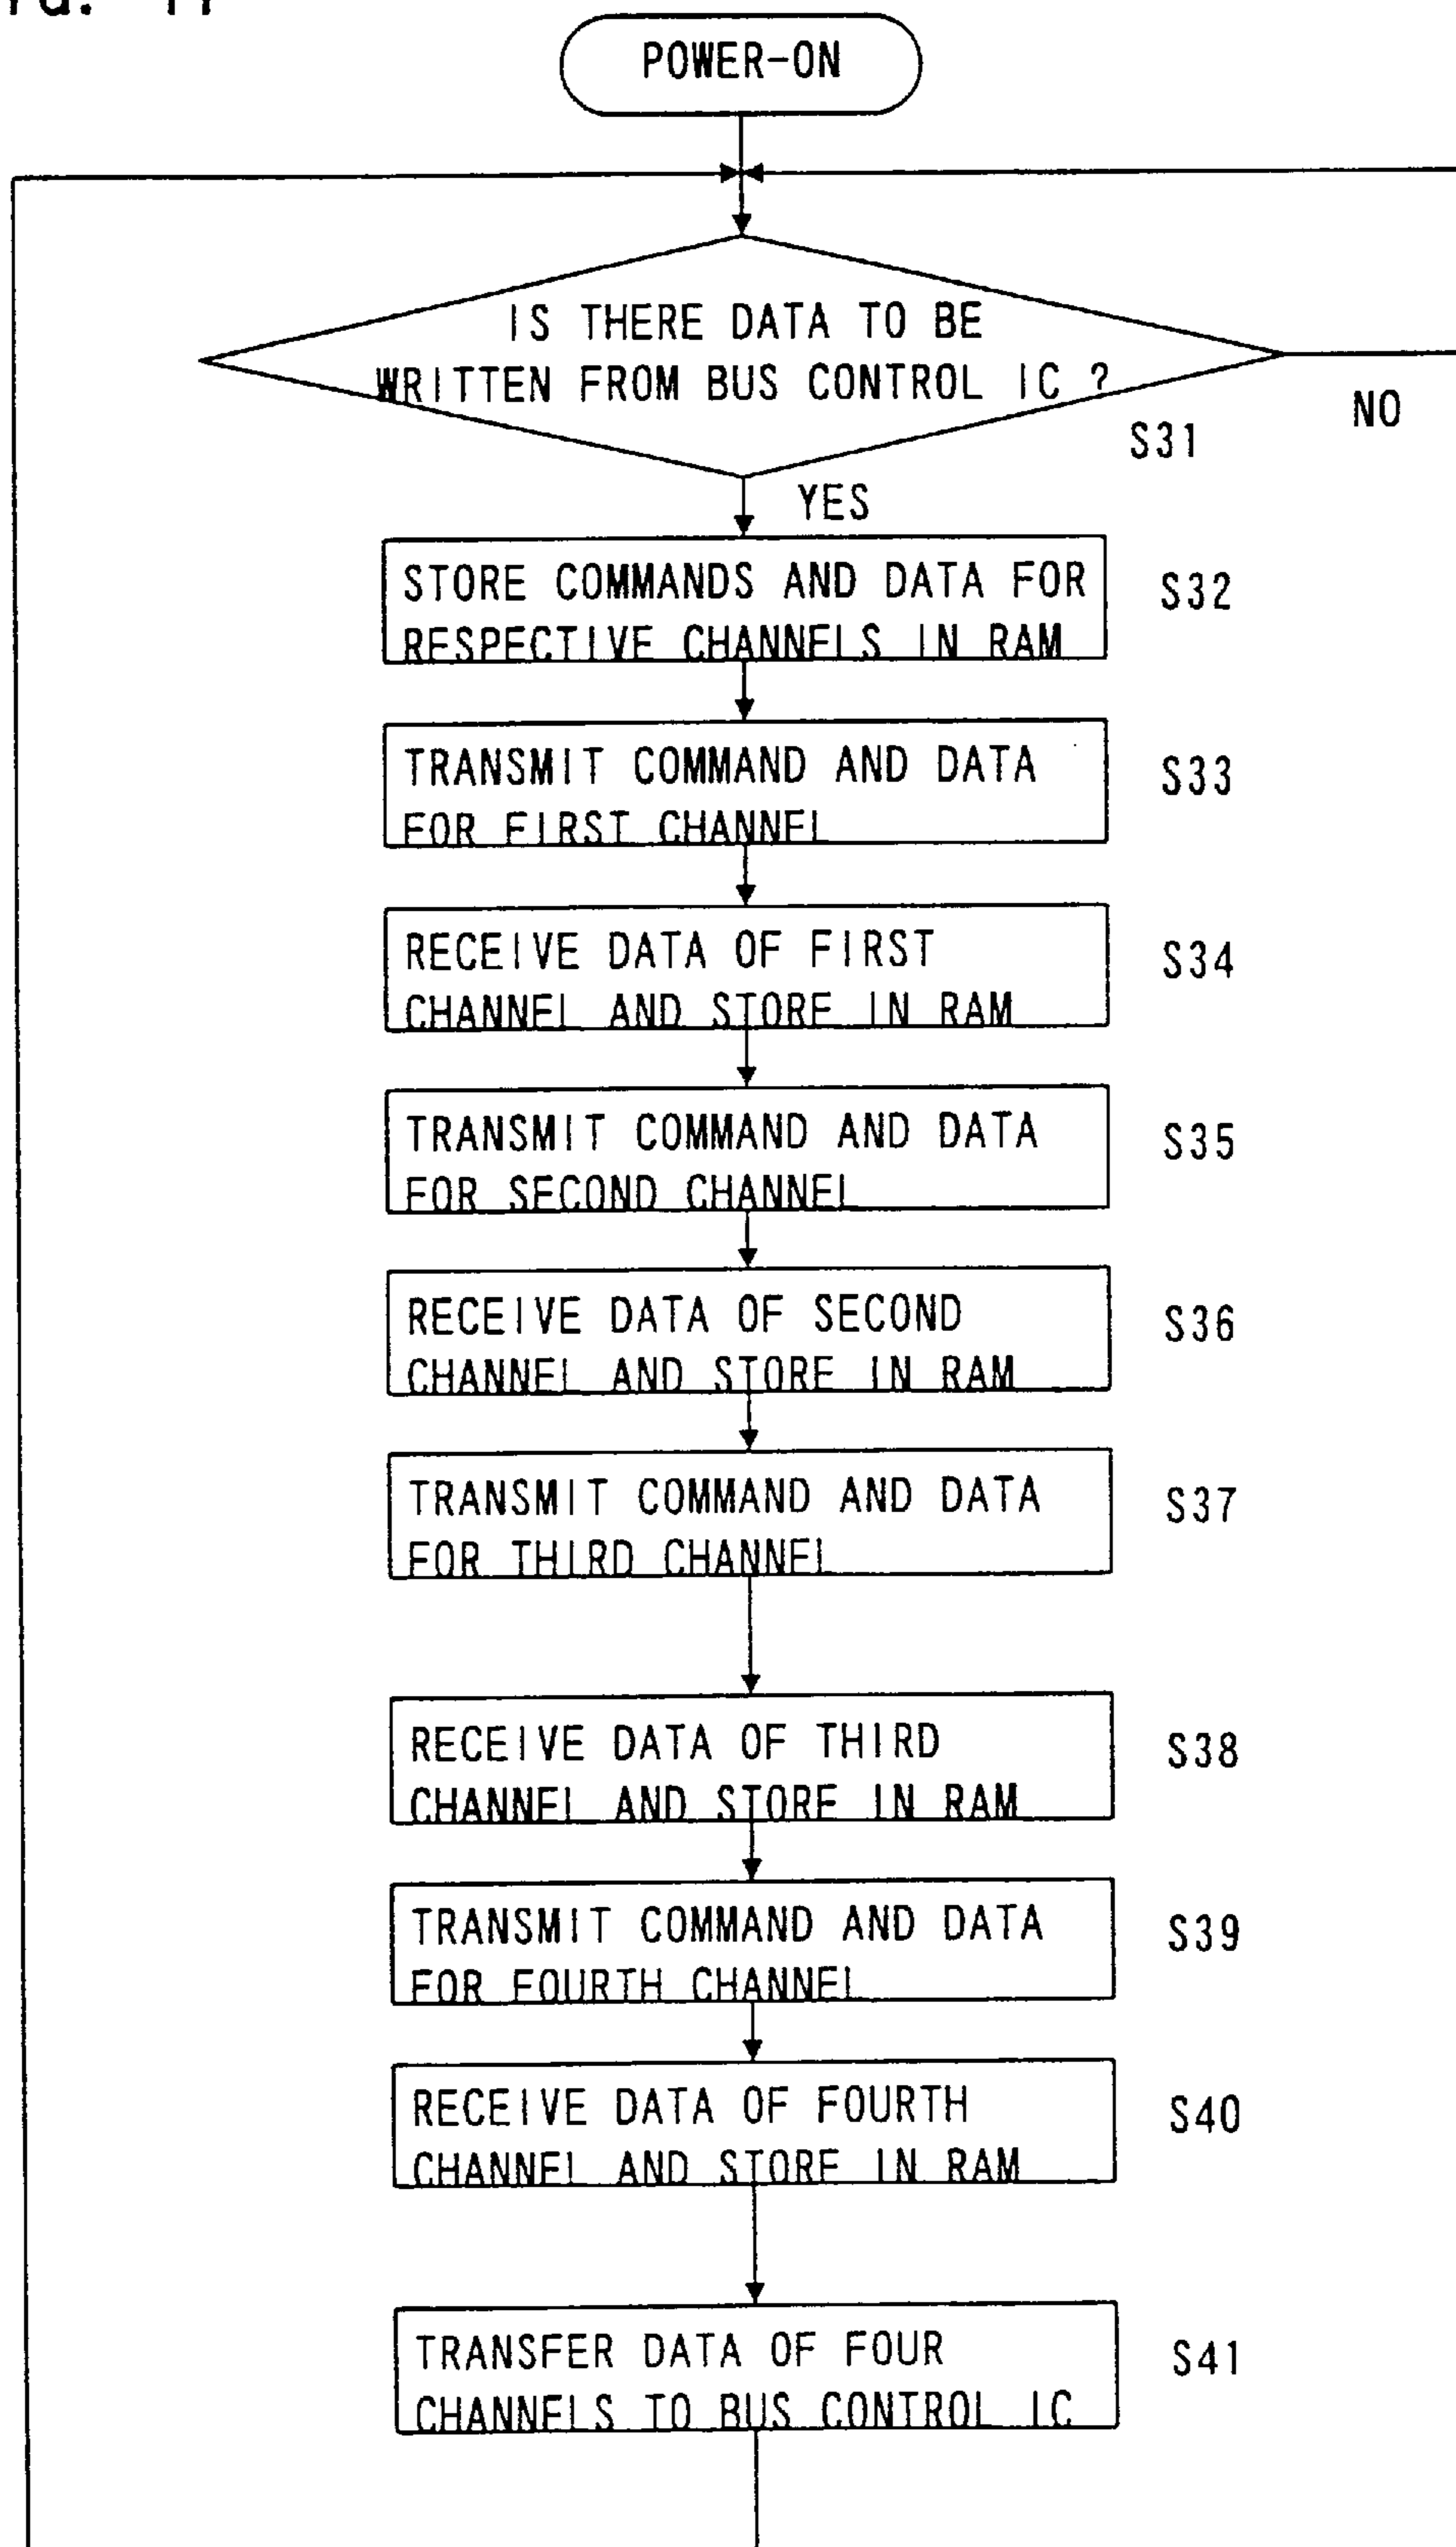 POWER-ON
IS THERE DATA TO BE
WRITTEN FROM BUS CONTROL IC ?
S31
NO
YES
STORE COMMANDS AND DATA FOR
RESPECTIVE CHANNELS IN RAM
S32
TRANSMIT COMMAND AND DATA
FOR FIRST CHANNEL
S33
RECEIVE DATA OF FIRST
CHANNEL AND STORE IN RAM
S34
TRANSMIT COMMAND AND DATA
FOR SECOND CHANNEL
S35
RECEIVE DATA OF SECOND
CHANNEL AND STORE IN RAM
S36
TRANSMIT COMMAND AND DATA
FOR THIRD CHANNEL
S37
RECEIVE DATA OF THIRD
CHANNEL AND STORE IN RAM
S38
TRANSMIT COMMAND AND DATA
FOR FOURTH CHANNEL
S39
RECEIVE DATA OF FOURTH
CHANNEL AND STORE IN RAM
S40
TRANSFER DATA OF FOUR
CHANNELS TO BUS CONTROL IC
S41